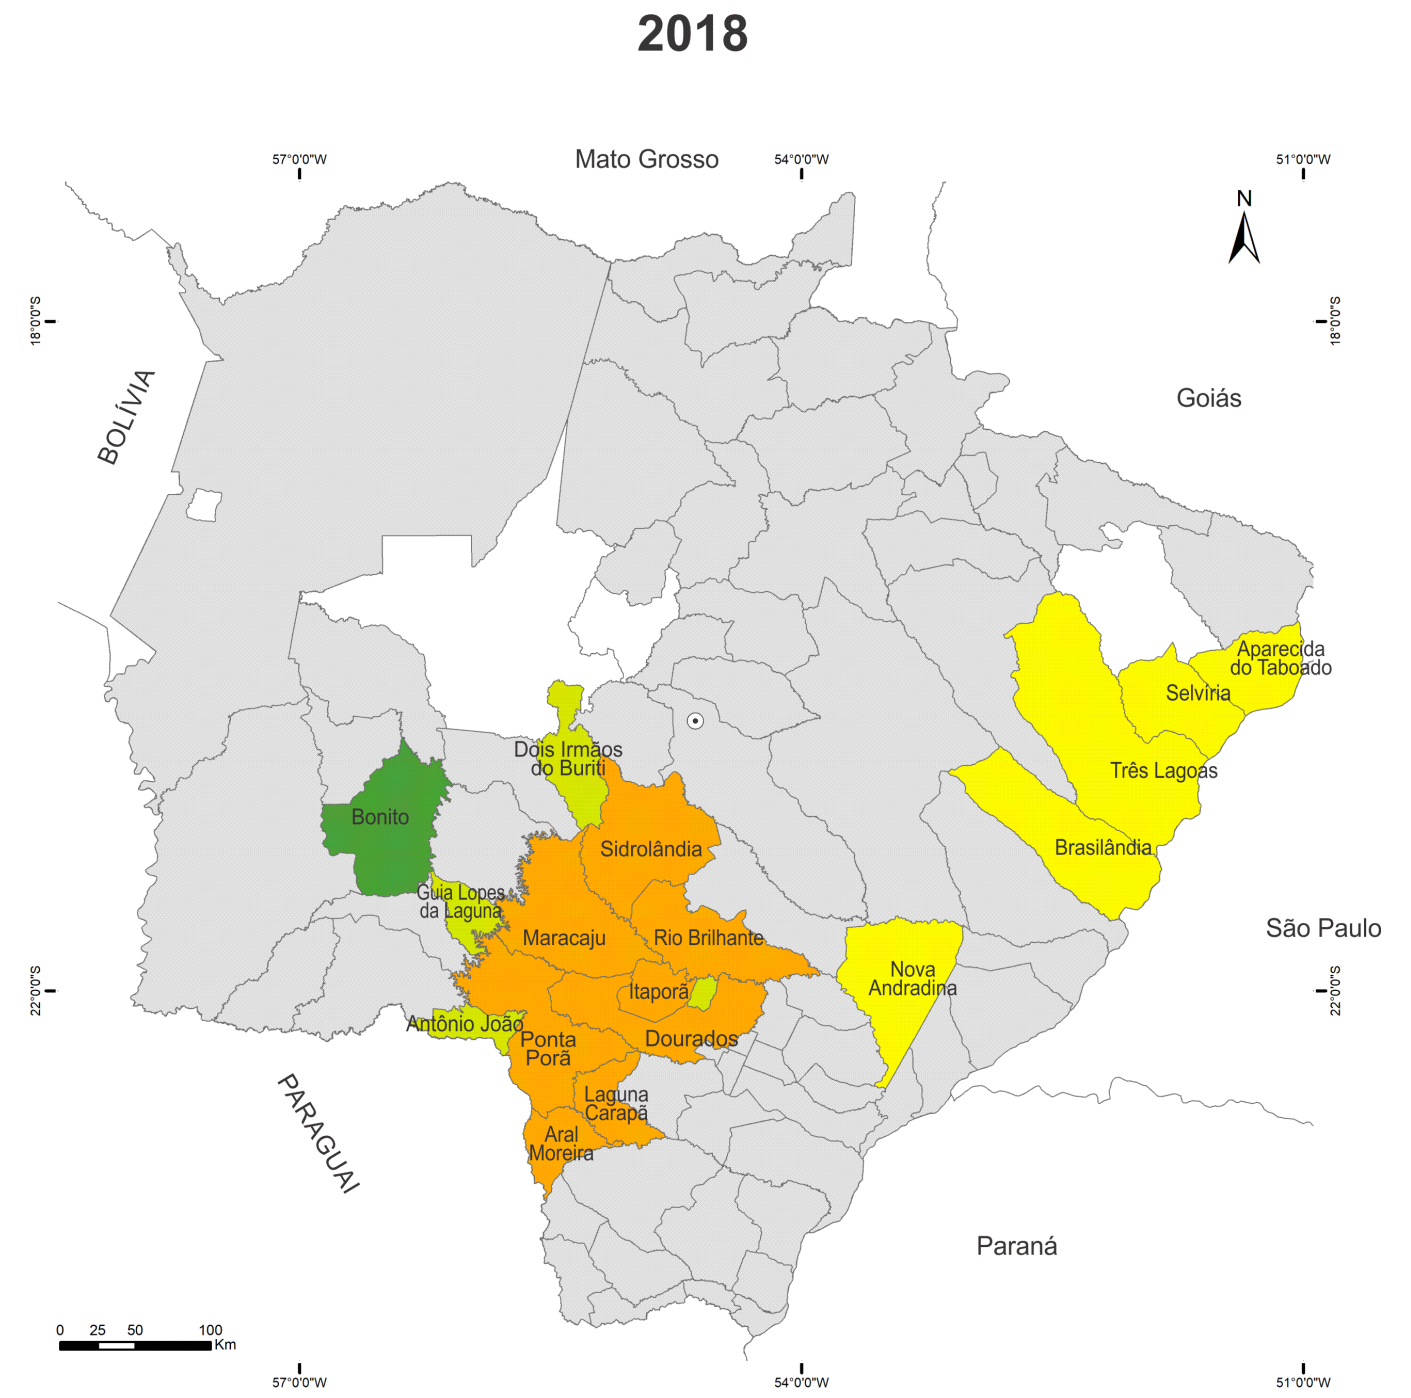 2018
Mato Grosso
57°0'0"W
54°0'0"W
51°0'0"W
N
18°0'0"S
18°0'0"S
BOLÍVIA
Goiás
Aparecida
do Taboado
Selvíria
Dois Irmãos
do Buriti
Três Lagoas
Bonito
Sidrolândia
Brasilândia
Guia Lopes
da Laguna
Maracaju
Rio Brilhante
São Paulo
Nova
Andradina
Itaporã
22°0'0"S
22°0'0"S
Antônio João
Ponta
Porã
Dourados
Laguna
Carapã
PARAGUAI
Aral
Moreira
Paraná
0 25 50 100
Km
57°0'0"W
54°0'0"W
51°0'0"W